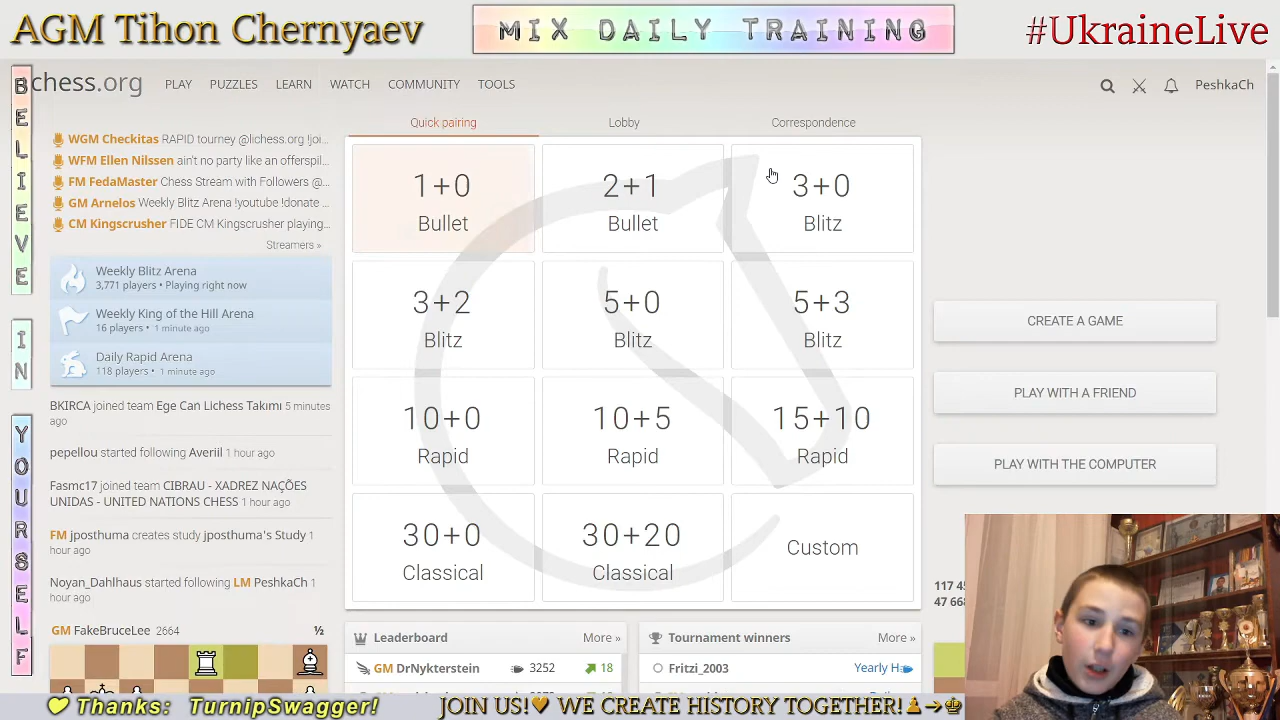 AGM Tihon Chernyaev
MIX DAILY TRAINING
#UkraineLive
BELIEVE
IN
YOURSELF
chess.org
PLAY
PUZZLES
LEARN
WATCH
COMMUNITY
TOOLS
PeshkaCh
WGM Checkitas RAPID tourney @lichess.org !joi...
WFM Ellen Nilssen ain't no party like an offerspil...
FM FedaMaster Chess Stream with Followers @...
GM Arnelos Weekly Blitz Arena !youtube !donate ...
CM Kingscrusher FIDE CM Kingscrusher playing...
Streamers »
Weekly Blitz Arena
3,771 players • Playing right now
Weekly King of the Hill Arena
16 players • 1 minute ago
Daily Rapid Arena
118 players • 1 minute ago
BKIRCA joined team Ege Can Lichess Takımı 5 minutes
ago
pepellou started following Averiil 1 hour ago
Fasmc17 joined team CIBRAU - XADREZ NAÇÕES
UNIDAS - UNITED NATIONS CHESS 1 hour ago
FM jposthuma creates study jposthuma's Study 1
hour ago
Noyan_Dahlhaus started following LM PeshkaCh 1
hour ago
GM FakeBruceLee 2664 ½
Quick pairing
Lobby
Correspondence
1+0
Bullet
2+1
Bullet
3+0
Blitz
3+2
Blitz
5+0
Blitz
5+3
Blitz
10+0
Rapid
10+5
Rapid
15+10
Rapid
30+0
Classical
30+20
Classical
Custom
CREATE A GAME
PLAY WITH A FRIEND
PLAY WITH THE COMPUTER
117 45
47 668
Leaderboard
More »
GM DrNykterstein 3252 18
Tournament winners
More »
Fritzi_2003 Yearly H
Thanks: TurnipSwagger!
JOIN US! WE CREATE HISTORY TOGETHER!